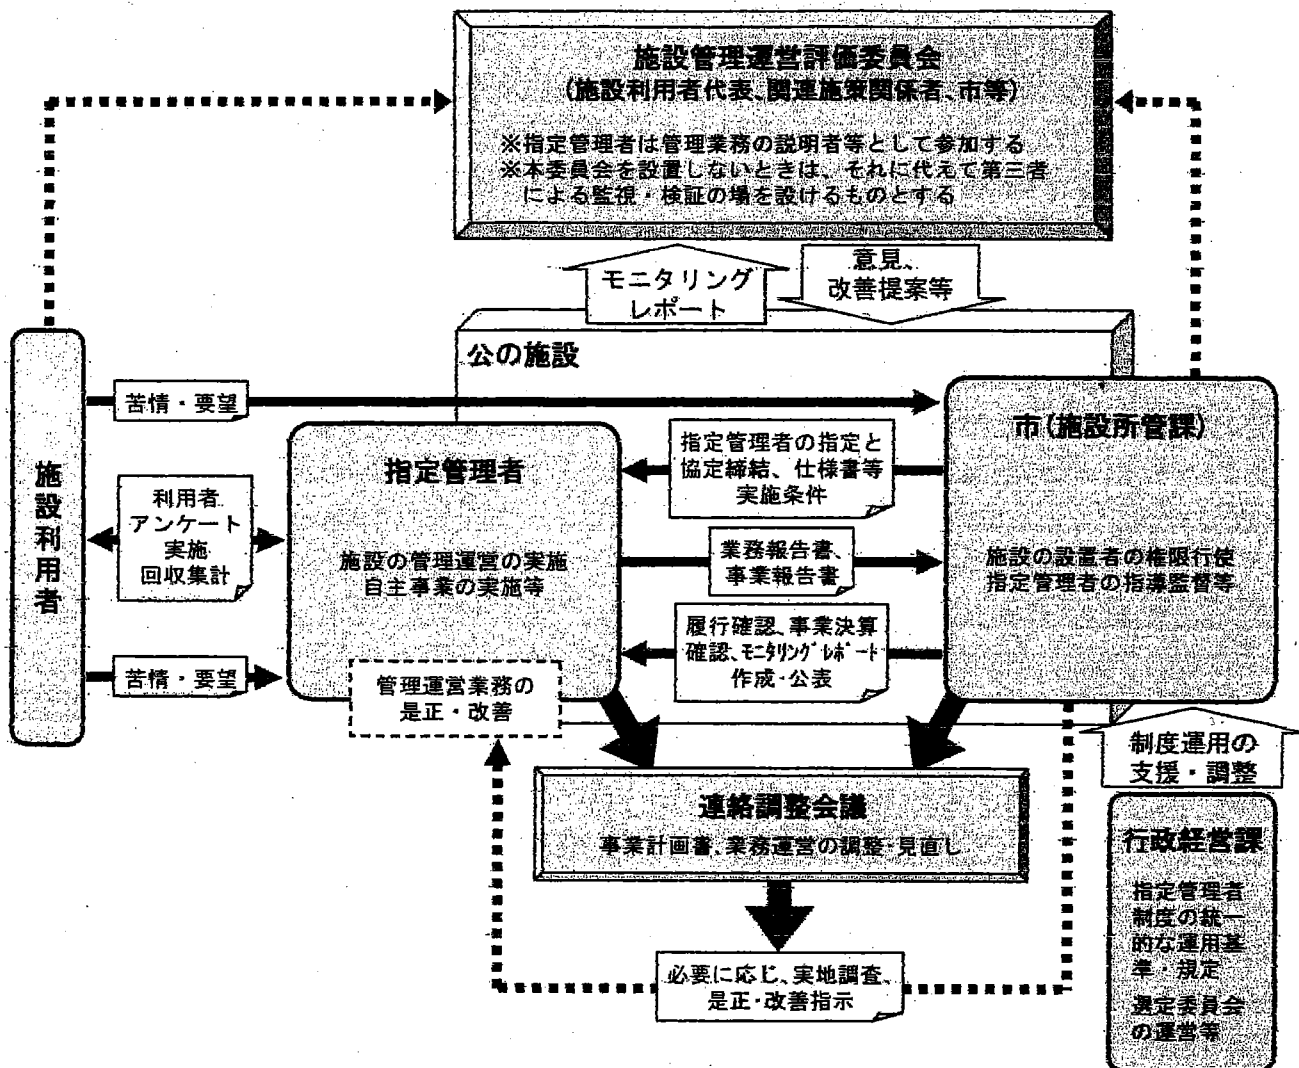 施設管理運営評価委員会
(施設利用者代表、関連施策関係者、市等)
※指定管理者は管理業務の説明者等として参加する
※本委員会を設置しないときは、それに代えて第三者
による監視・検証の場を設けるものとする
モニタリング
レポート
意見、
改善提案等
公の施設
施設利用者
苦情・要望
利用者
アンケート
実施
回収集計
苦情・要望
指定管理者
施設の管理運営の実施
自主事業の実施等
管理運営業務の
是正・改善
指定管理者の指定と
協定締結、仕様書等
実施条件
業務報告書、
事業報告書
履行確認、事業決算
確認、モニタリングレポート
作成・公表
市(施設所管課)
施設の設置者の権限行使
指定管理者の指導監督等
連絡調整会議
事業計画書、業務運営の調整・見直し
必要に応じ、実地調査、
是正・改善指示
制度運用の
支援・調整
行政経営課
指定管理者
制度の統一
的な運用基
準・規定
選定委員会
の運営等